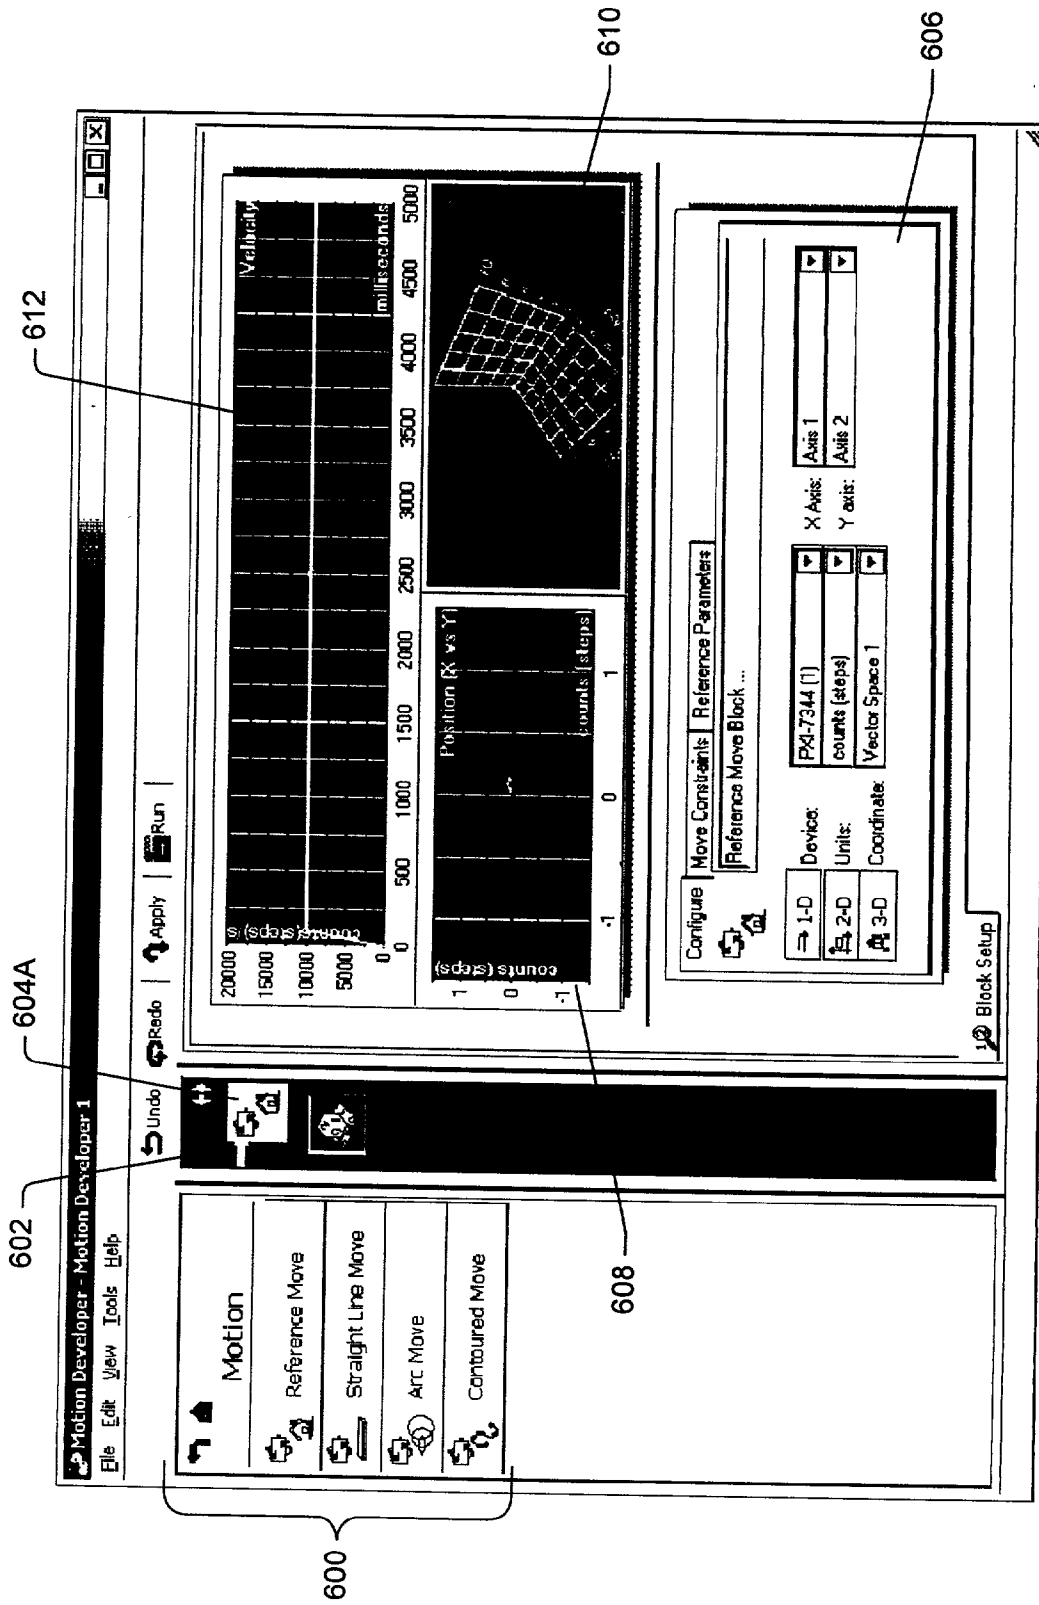 602
604A
612
Motion Developer - Motion Developer 1
File Edit View Tools Help
Undo Redo Apply Run
Motion
Reference Move
Straight Line Move
Arc Move
Contoured Move
600
Velocity
counts(steps)/s
milliseconds
20000
15000
10000
5000
0
0 500 1000 1500 2000 2500 3000 3500 4000 4500 5000
Position (X vs Y)
counts(steps)
counts (steps)
1
0
-1
-1 0 1
608
610
Configure Move Constraints Reference Parameters
Reference Move Block ...
1-D Device: PXI-7344 (1) X Axis: Axis 1
2-D Units: counts (steps) Y axis: Axis 2
3-D Coordinate: Vector Space 1
Block Setup
606